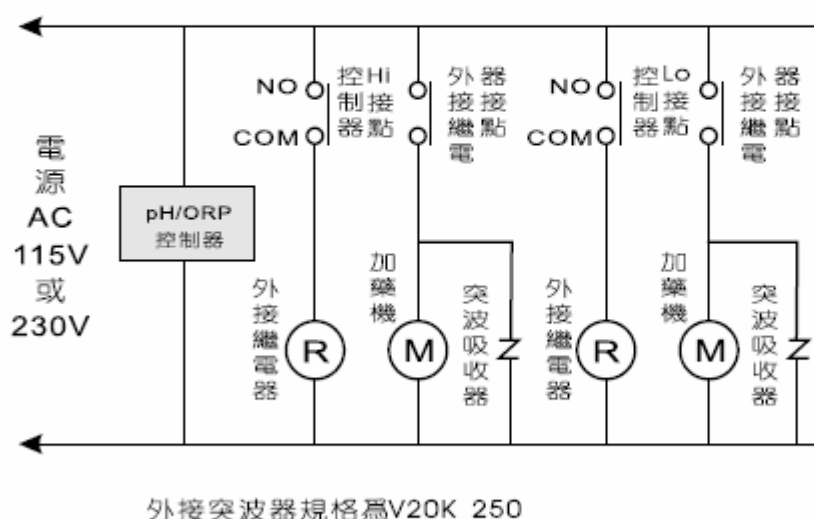 電源
AC
115V
或
230V
pH/ORP
控制器
NO
COM
控制器
Hi接點
外接繼電
器接點
外接繼電器
R
加藥機
M
突波吸收器
Z
NO
COM
控制器
Lo接點
外接繼電
器接點
外接繼電器
R
加藥機
M
突波吸收器
Z
外接突波器規格爲V20K 250